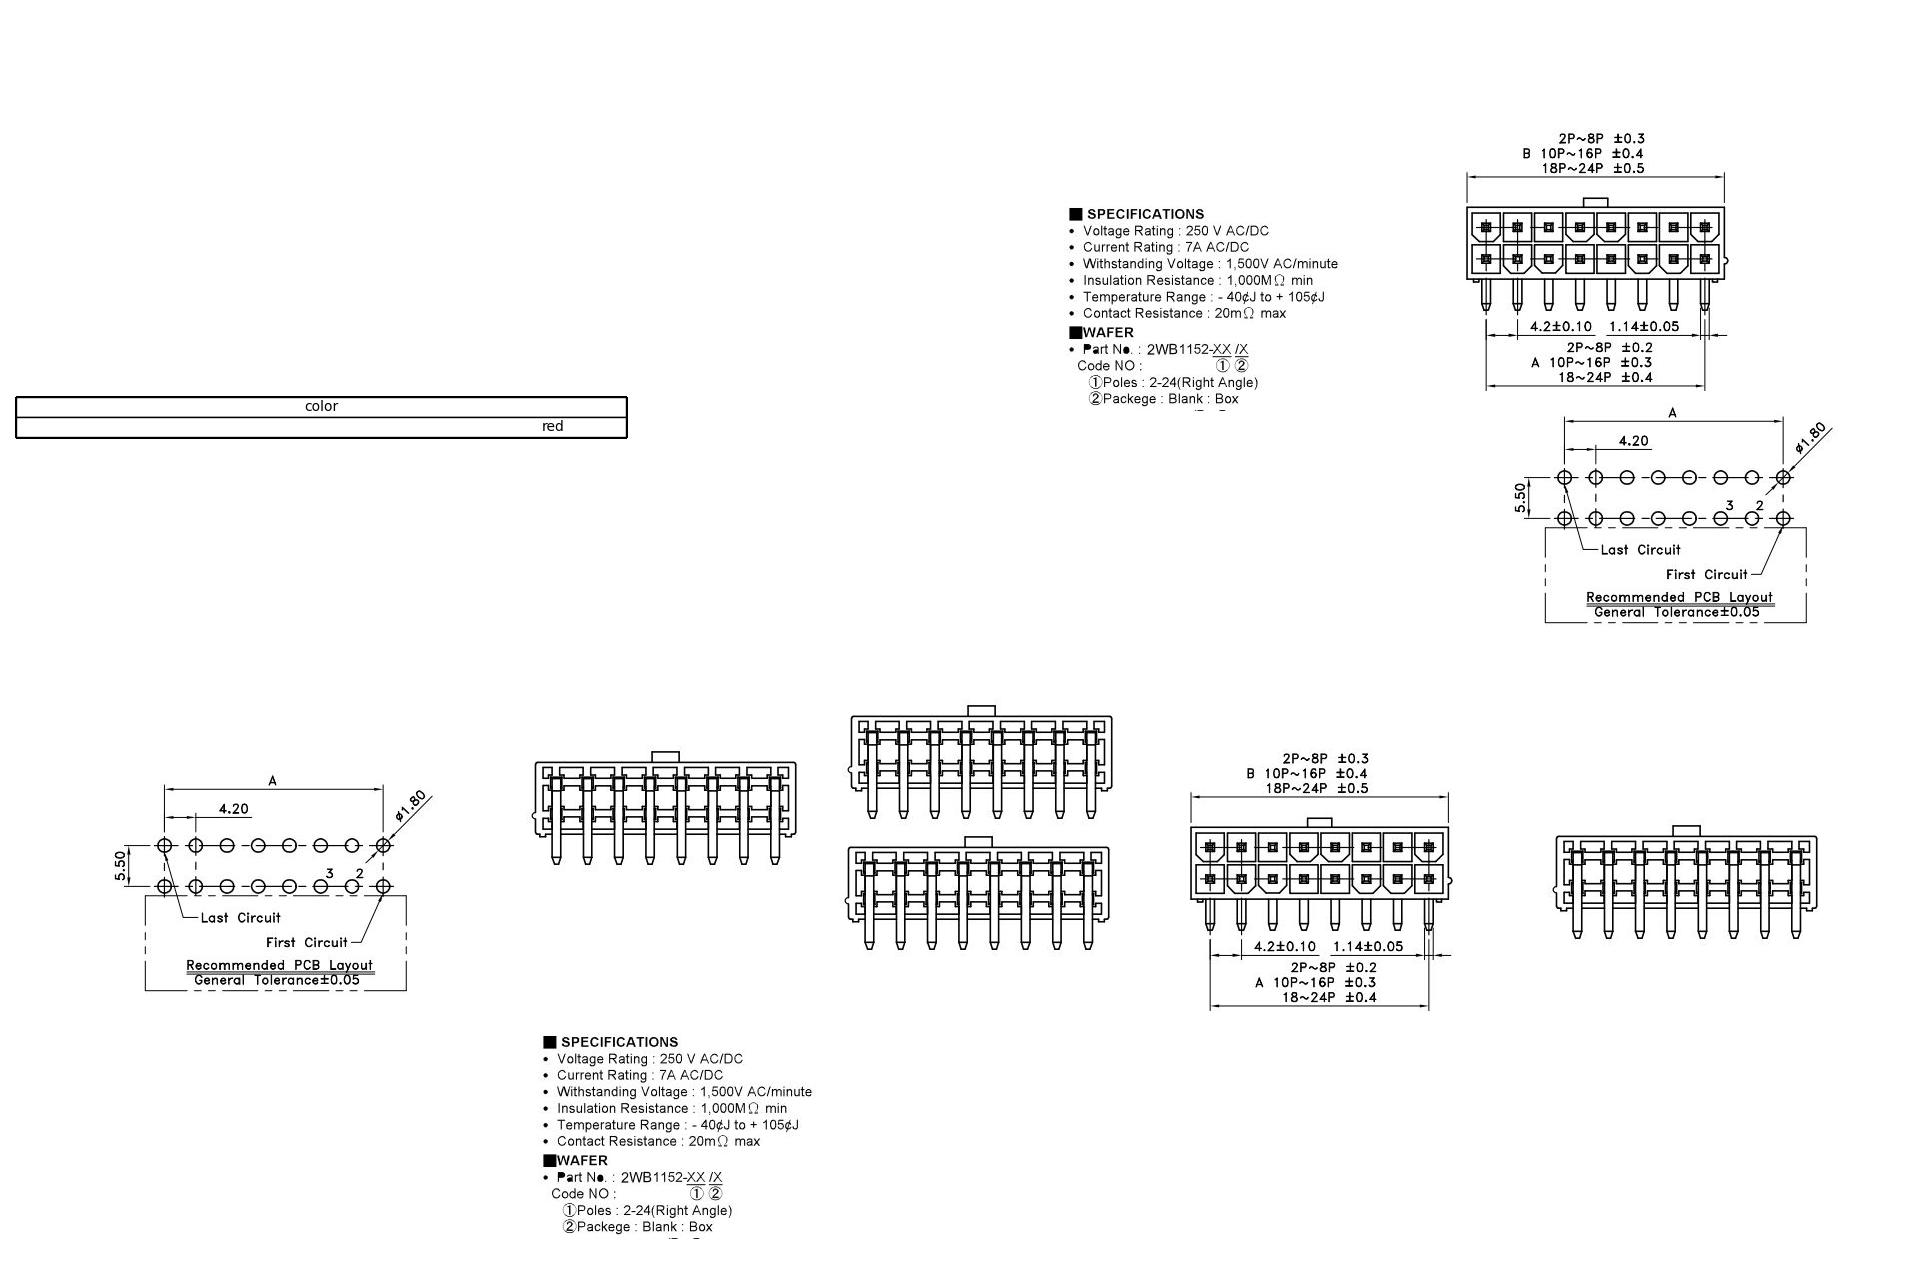 2P~8P ±0.3
B 10P~16P ±0.4
18P~24P ±0.5
■ SPECIFICATIONS
• Voltage Rating : 250 V AC/DC
• Current Rating : 7A AC/DC
• Withstanding Voltage : 1,500V AC/minute
• Insulation Resistance : 1,000MΩ min
• Temperature Range : - 40¢J to + 105¢J
• Contact Resistance : 20mΩ max
■WAFER
• Part No. : 2WB1152-XX /X
Code NO : ① ②
①Poles : 2-24(Right Angle)
②Packege : Blank : Box
4.2±0.10 1.14±0.05
2P~8P ±0.2
A 10P~16P ±0.3
18~24P ±0.4
color
red
A
4.20
ø1.80
5.50
3 2
Last Circuit
First Circuit
Recommended PCB Layout
General Tolerance±0.05
A
4.20
ø1.80
5.50
3 2
Last Circuit
First Circuit
Recommended PCB Layout
General Tolerance±0.05
2P~8P ±0.3
B 10P~16P ±0.4
18P~24P ±0.5
4.2±0.10 1.14±0.05
2P~8P ±0.2
A 10P~16P ±0.3
18~24P ±0.4
■ SPECIFICATIONS
• Voltage Rating : 250 V AC/DC
• Current Rating : 7A AC/DC
• Withstanding Voltage : 1,500V AC/minute
• Insulation Resistance : 1,000MΩ min
• Temperature Range : - 40¢J to + 105¢J
• Contact Resistance : 20mΩ max
■WAFER
• Part No. : 2WB1152-XX /X
Code NO : ① ②
①Poles : 2-24(Right Angle)
②Packege : Blank : Box